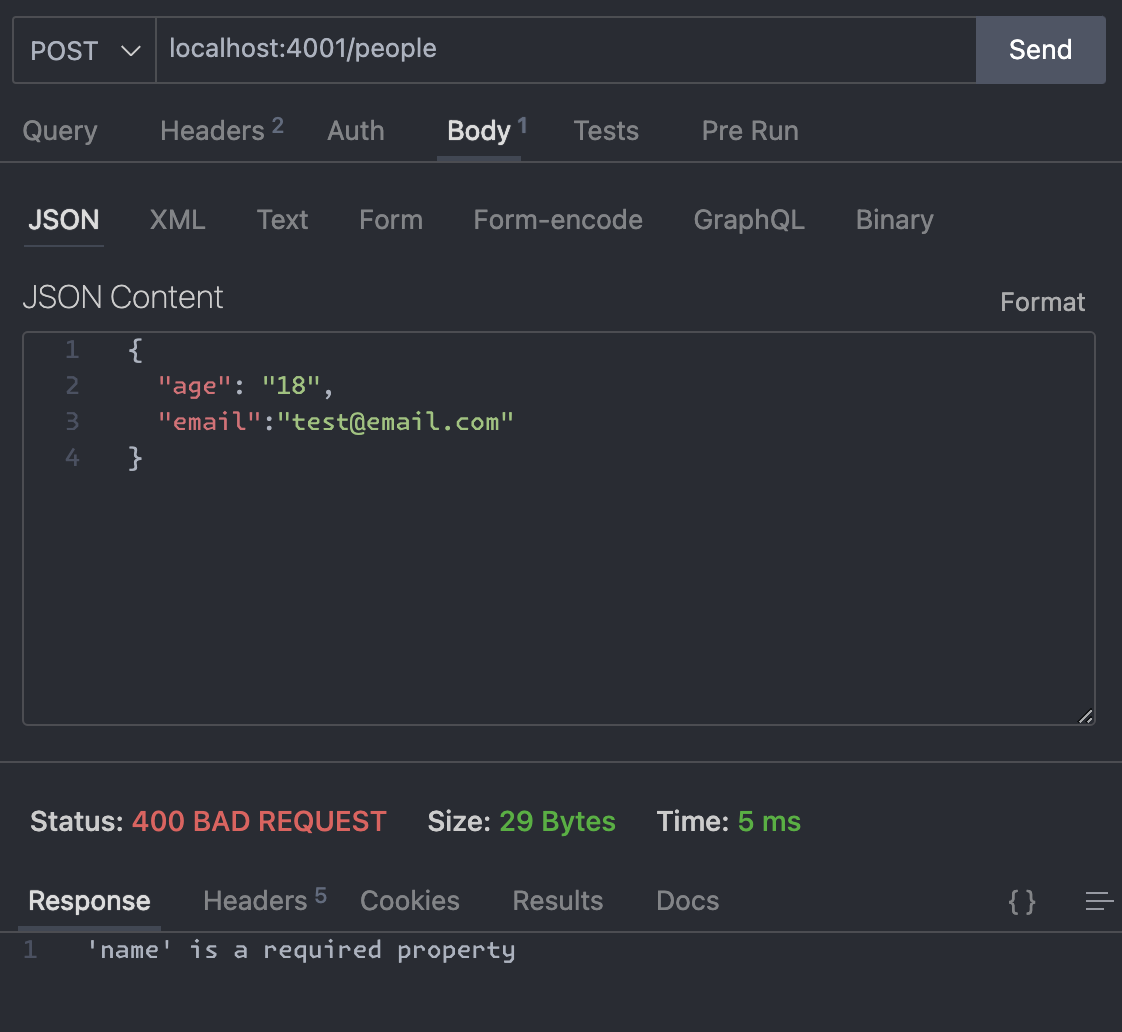 POST localhost:4001/people Send
Query Headers 2 Auth Body 1 Tests Pre Run
JSON XML Text Form Form-encode GraphQL Binary
JSON Content Format
1 {
2 "age": "18",
3 "email":"test@email.com"
4 }
Status: 400 BAD REQUEST Size: 29 Bytes Time: 5 ms
Response Headers 5 Cookies Results Docs { }
1 'name' is a required property